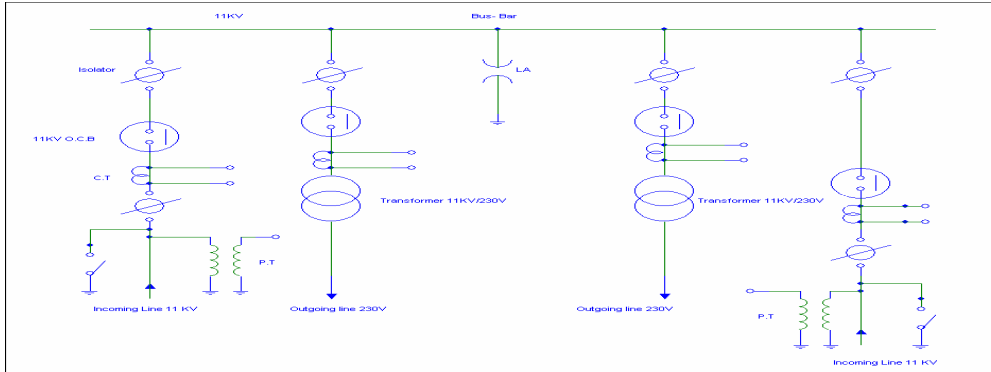 11KV
Bus- Bar
Isolator
LA
11KV O.C.B
C.T
Transformer 11KV/230V
Transformer 11KV/230V
P.T
Incoming Line 11 KV
Outgoing line 230V
Outgoing line 230V
P.T
Incoming Line 11 KV